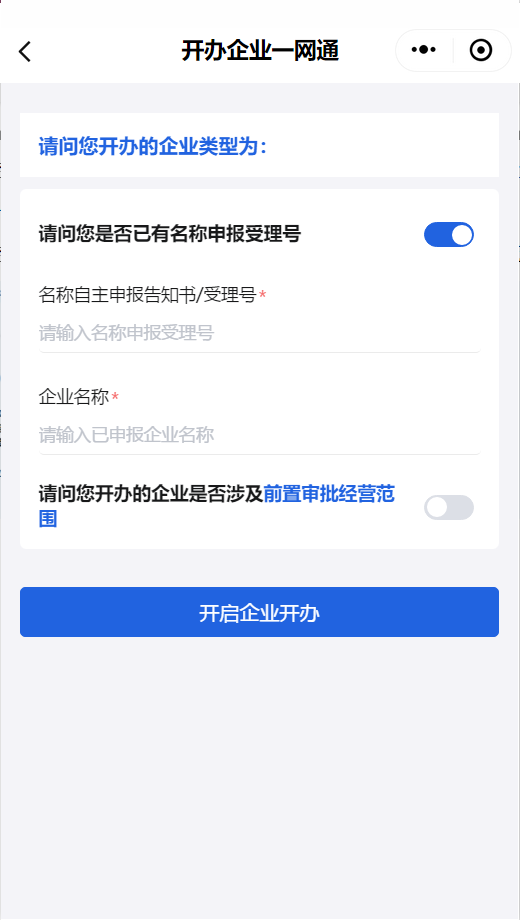 开办企业一网通
请问您开办的企业类型为：
请问您是否已有名称申报受理号
名称自主申报告知书/受理号*
请输入名称申报受理号
企业名称*
请输入已申报企业名称
请问您开办的企业是否涉及前置审批经营范
围
开启企业开办